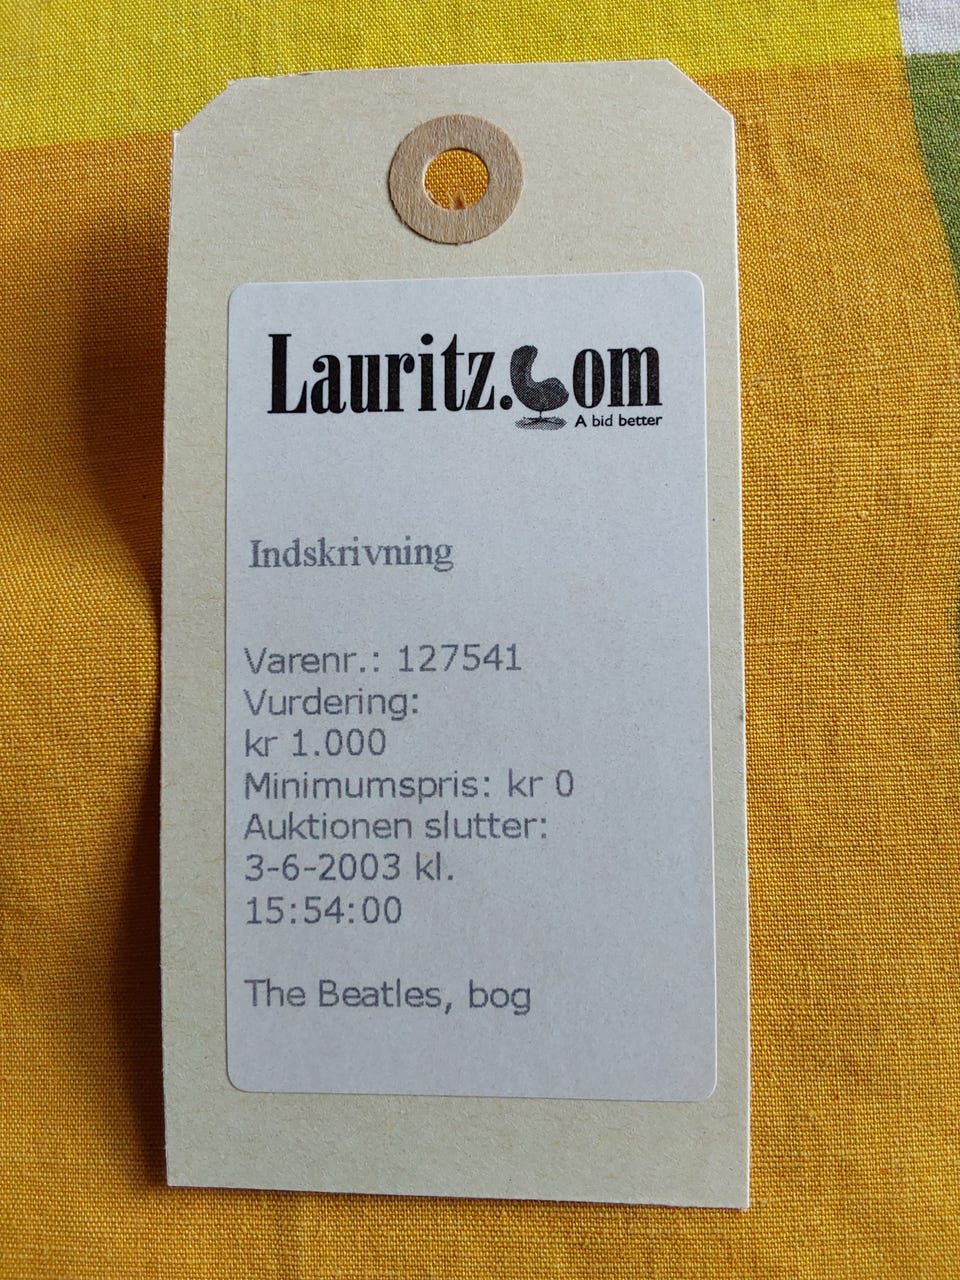 Lauritz.Com
A bid better
Indskrivning
Varenr.: 127541
Vurdering:
kr 1.000
Minimumspris: kr 0
Auktionen slutter:
3-6-2003 kl.
15:54:00
The Beatles, bog